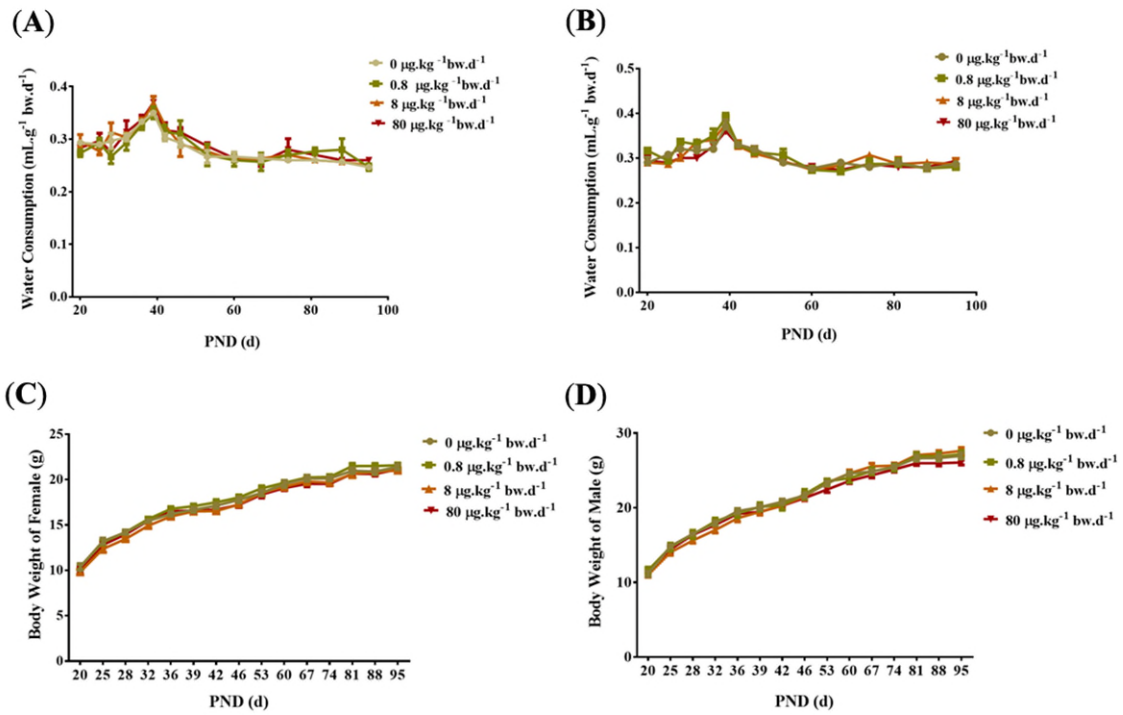 (A)
Water Consumption (mL.g-1 bw.d-1)
0.4
0.3
0.2
0.1
0.0
20 40 60 80 100
PND (d)
0 μg.kg -1bw.d-1
0.8 μg.kg -1bw.d-1
8 μg.kg -1bw.d-1
80 μg.kg -1bw.d-1
(B)
Water Consumption (mL.g-1 bw.d-1)
0.5
0.4
0.3
0.2
0.1
0.0
20 40 60 80 100
PND (d)
0 μg.kg-1bw.d-1
0.8 μg.kg-1bw.d-1
8 μg.kg-1bw.d-1
80 μg.kg-1bw.d-1
(C)
Body Weight of Female (g)
25
20
15
10
5
0
20 25 28 32 36 39 42 46 53 60 67 74 81 88 95
PND (d)
0 μg.kg-1 bw.d-1
0.8 μg.kg-1 bw.d-1
8 μg.kg-1 bw.d-1
80 μg.kg-1 bw.d-1
(D)
Body Weight of Male (g)
30
20
10
0
20 25 28 32 36 39 42 46 53 60 67 74 81 88 95
PND (d)
0 μg.kg-1 bw.d-1
0.8 μg.kg-1 bw.d-1
8 μg.kg-1 bw.d-1
80 μg.kg-1 bw.d-1